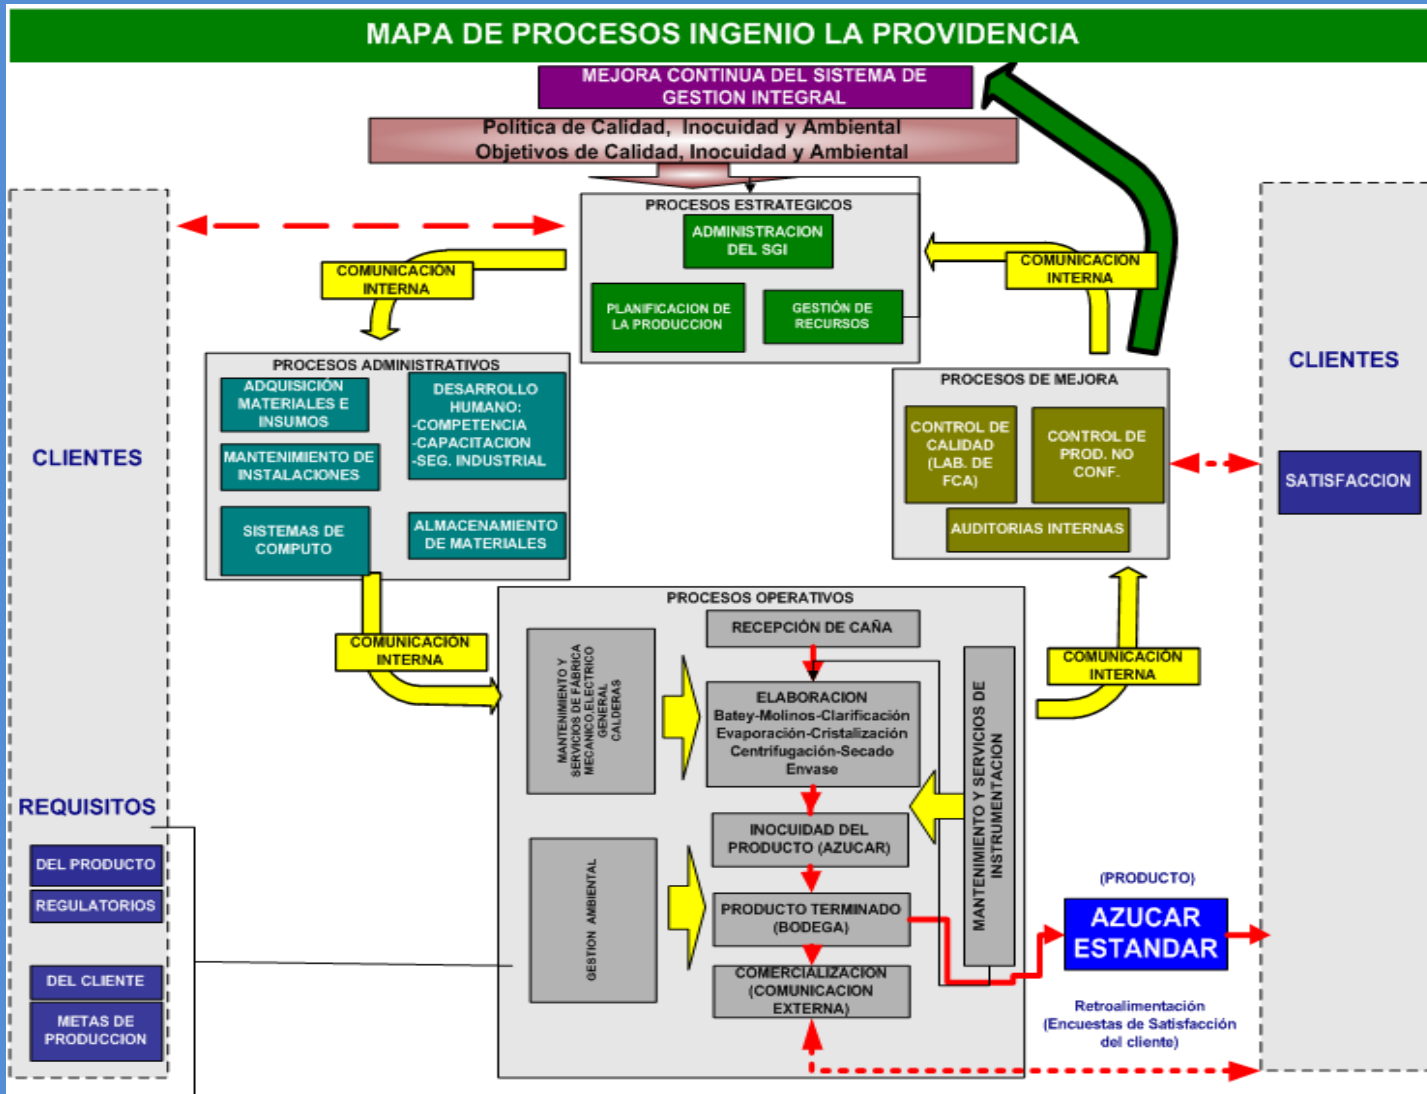 MAPA DE PROCESOS INGENIO LA PROVIDENCIA
MEJORA CONTINUA DEL SISTEMA DE
GESTION INTEGRAL
Política de Calidad, Inocuidad y Ambiental
Objetivos de Calidad, Inocuidad y Ambiental
PROCESOS ESTRATEGICOS
ADMINISTRACION
DEL SGI
PLANIFICACION DE
LA PRODUCCION
GESTIÓN DE
RECURSOS
COMUNICACIÓN
INTERNA
COMUNICACIÓN
INTERNA
PROCESOS ADMINISTRATIVOS
ADQUISICIÓN
MATERIALES E
INSUMOS
DESARROLLO
HUMANO:
-COMPETENCIA
-CAPACITACION
-SEG. INDUSTRIAL
MANTENIMIENTO DE
INSTALACIONES
SISTEMAS DE
COMPUTO
ALMACENAMIENTO
DE MATERIALES
PROCESOS DE MEJORA
CONTROL DE
CALIDAD
(LAB. DE
FCA)
CONTROL DE
PROD. NO
CONF.
AUDITORIAS INTERNAS
CLIENTES
SATISFACCION
CLIENTES
REQUISITOS
DEL PRODUCTO
REGULATORIOS
DEL CLIENTE
METAS DE
PRODUCCION
COMUNICACIÓN
INTERNA
COMUNICACIÓN
INTERNA
PROCESOS OPERATIVOS
RECEPCIÓN DE CAÑA
MANTENIMIENTO Y
SERVICIOS DE FÁBRICA
MECANICO,ELECTRICO
GENERAL
CALDERAS
ELABORACION
Batey-Molinos-Clarificación
Evaporación-Cristalización
Centrifugación-Secado
Envase
MANTENIMIENTO Y SERVICIOS DE
INSTRUMENTACION
INOCUIDAD DEL
PRODUCTO (AZUCAR)
GESTION AMBIENTAL
PRODUCTO TERMINADO
(BODEGA)
COMERCIALIZACION
(COMUNICACION
EXTERNA)
(PRODUCTO)
AZUCAR
ESTANDAR
Retroalimentación
(Encuestas de Satisfacción
del cliente)